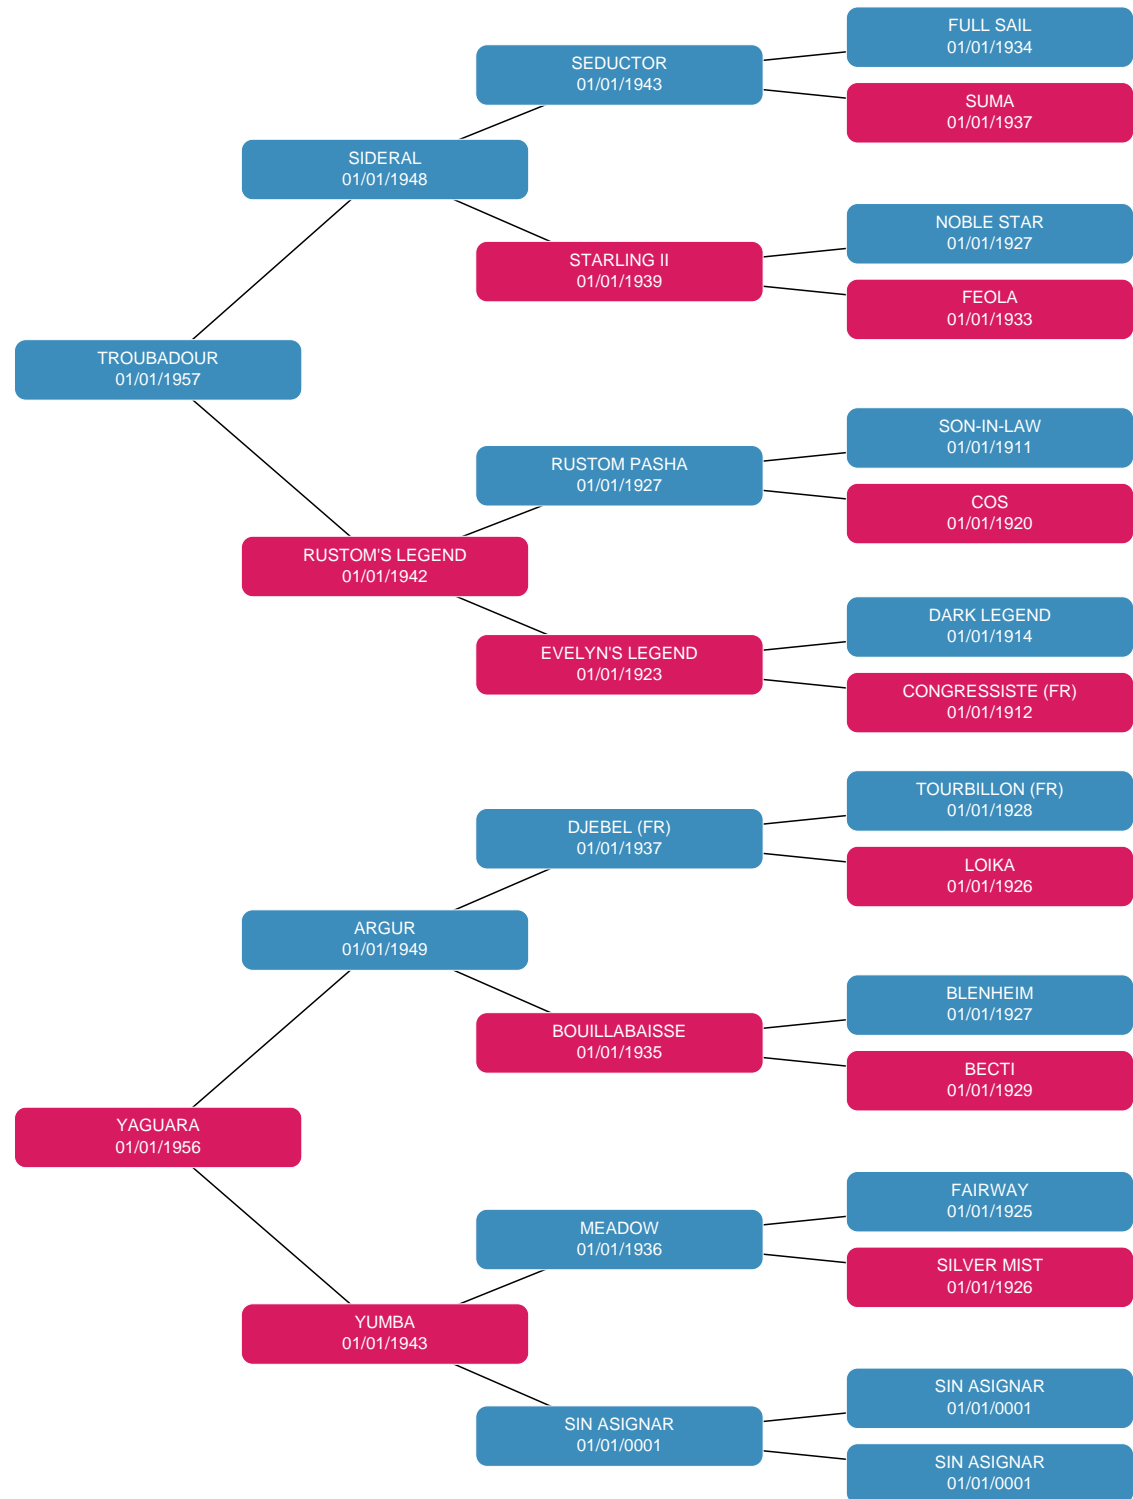 FULL SAIL
01/01/1934
SEDUCTOR
01/01/1943
SUMA
01/01/1937
SIDERAL
01/01/1948
NOBLE STAR
01/01/1927
STARLING II
01/01/1939
FEOLA
01/01/1933
TROUBADOUR
01/01/1957
SON-IN-LAW
01/01/1911
RUSTOM PASHA
01/01/1927
COS
01/01/1920
RUSTOM'S LEGEND
01/01/1942
DARK LEGEND
01/01/1914
EVELYN'S LEGEND
01/01/1923
CONGRESSISTE (FR)
01/01/1912
TOURBILLON (FR)
01/01/1928
DJEBEL (FR)
01/01/1937
LOIKA
01/01/1926
ARGUR
01/01/1949
BLENHEIM
01/01/1927
BOUILLABAISSE
01/01/1935
BECTI
01/01/1929
YAGUARA
01/01/1956
FAIRWAY
01/01/1925
MEADOW
01/01/1936
SILVER MIST
01/01/1926
YUMBA
01/01/1943
SIN ASIGNAR
01/01/0001
SIN ASIGNAR
01/01/0001
SIN ASIGNAR
01/01/0001